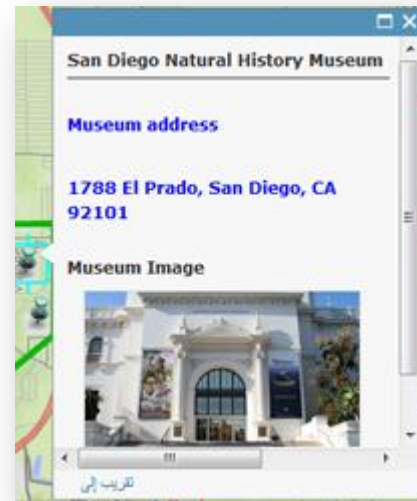 San Diego Natural History Museum
Museum address
1788 El Prado, San Diego, CA
92101
Museum Image
تقريب إلى